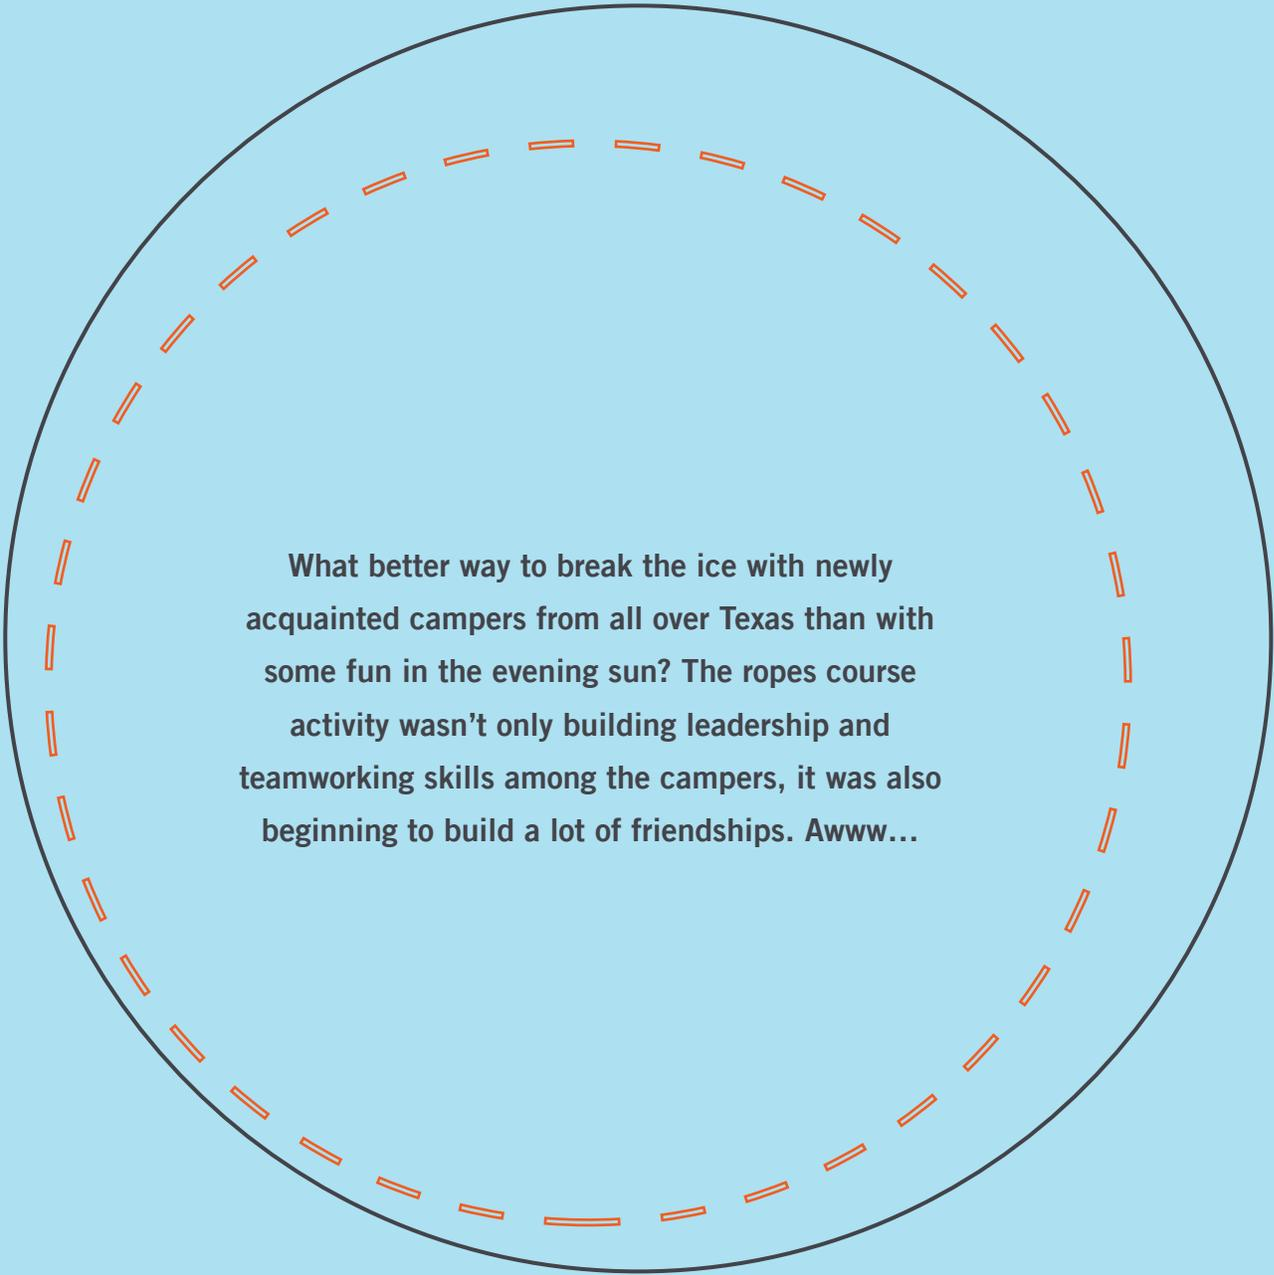 What better way to break the ice with newly
acquainted campers from all over Texas than with
some fun in the evening sun? The ropes course
activity wasn’t only building leadership and
teamworking skills among the campers, it was also
beginning to build a lot of friendships. Awww…